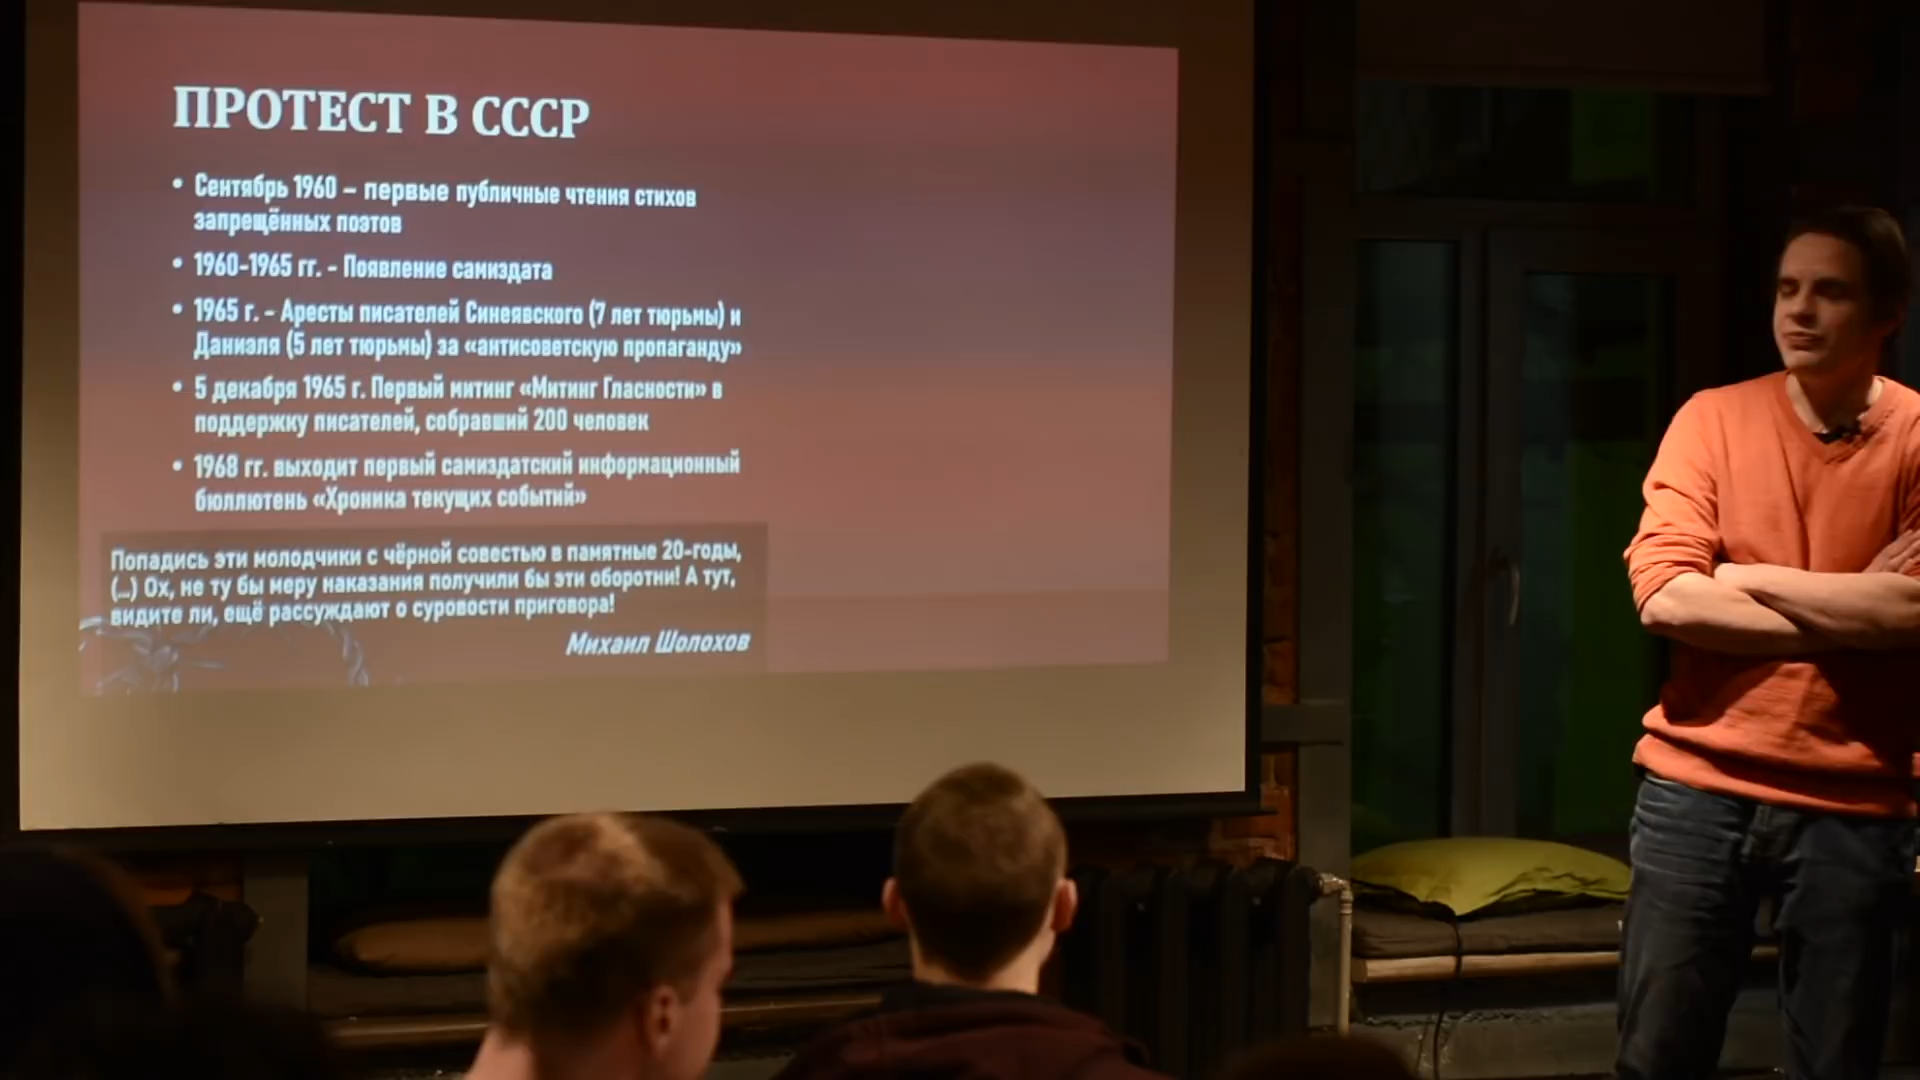 ПРОТЕСТ В СССР
• Сентябрь 1960 – первые публичные чтения стихов
запрещённых поэтов
• 1960-1965 гг. - Появление самиздата
• 1965 г. - Аресты писателей Синеявского (7 лет тюрьмы) и
Даниэля (5 лет тюрьмы) за «антисоветскую пропаганду»
• 5 декабря 1965 г. Первый митинг «Митинг Гласности» в
поддержку писателей, собравший 200 человек
• 1968 гг. выходит первый самиздатский информационный
бюллютень «Хроника текущих событий»
Попадись эти молодчики с чёрной совестью в памятные 20-годы,
(...) Ох, не ту бы меру наказания получили бы эти оборотни! А тут,
видите ли, ещё рассуждают о суровости приговора!
Михаил Шолохов